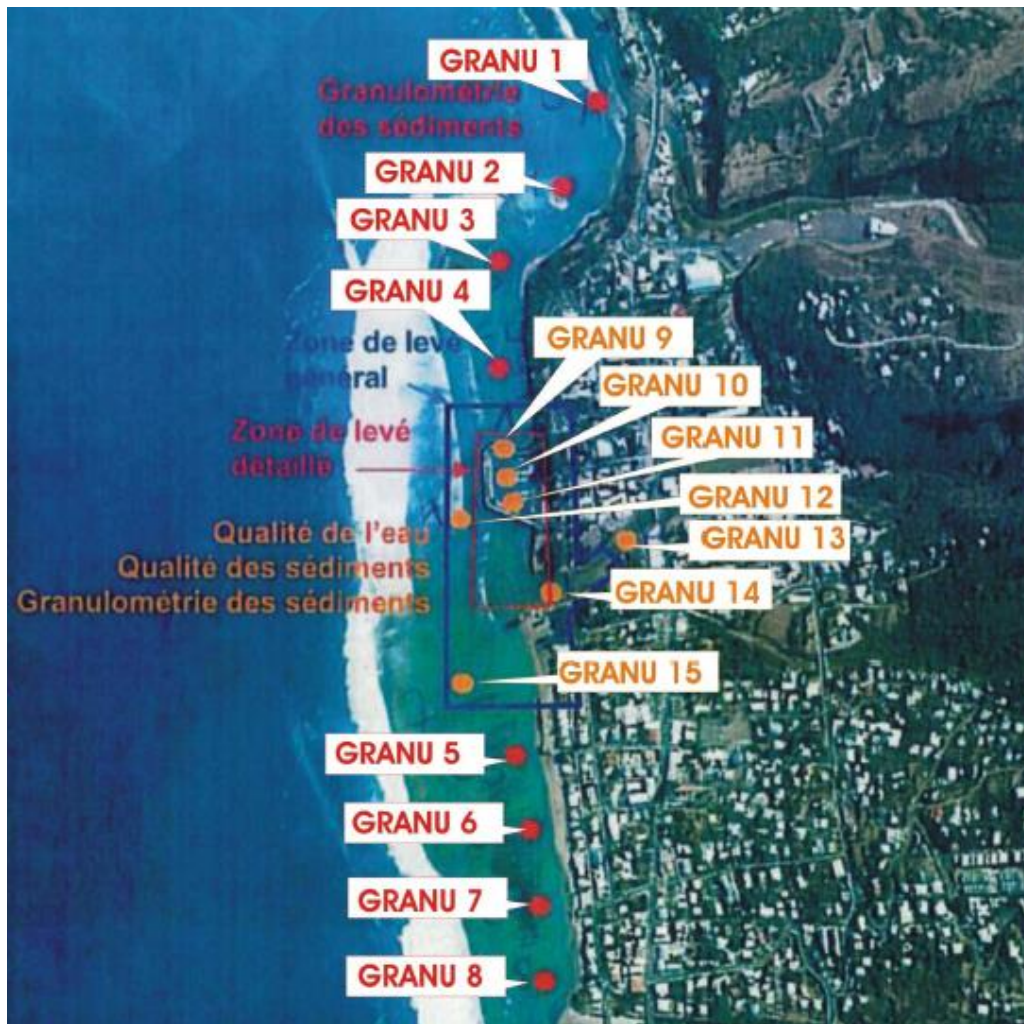 GRANU 1
Granulométrie
des sédiments
GRANU 2
GRANU 3
GRANU 4
Zone de levé
général
GRANU 9
GRANU 10
Zone de levé
détaillé
GRANU 11
GRANU 12
Qualité de l'eau
GRANU 13
Qualité des sédiments
Granulométrie des sédiments
GRANU 14
GRANU 15
GRANU 5
GRANU 6
GRANU 7
GRANU 8